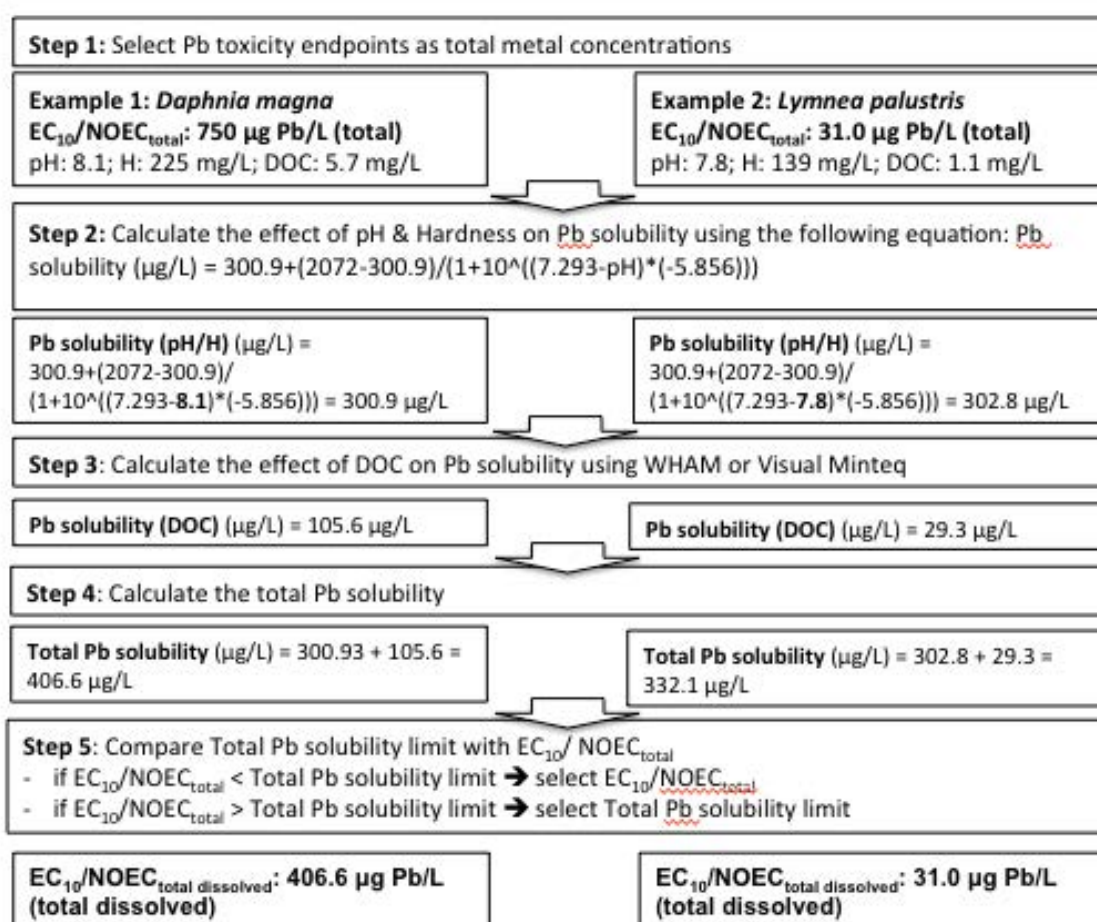 Step 1: Select Pb toxicity endpoints as total metal concentrations
Example 1: Daphnia magna
EC10/NOECtotal: 750 µg Pb/L (total)
pH: 8.1; H: 225 mg/L; DOC: 5.7 mg/L
Example 2: Lymnea palustris
EC10/NOECtotal: 31.0 µg Pb/L (total)
pH: 7.8; H: 139 mg/L; DOC: 1.1 mg/L
Step 2: Calculate the effect of pH & Hardness on Pb solubility using the following equation: Pb
solubility (µg/L) = 300.9+(2072-300.9)/(1+10^((7.293-pH)*(-5.856)))
Pb solubility (pH/H) (µg/L) =
300.9+(2072-300.9)/
(1+10^((7.293-8.1)*(-5.856))) = 300.9 µg/L
Pb solubility (pH/H) (µg/L) =
300.9+(2072-300.9)/
(1+10^((7.293-7.8)*(-5.856))) = 302.8 µg/L
Step 3: Calculate the effect of DOC on Pb solubility using WHAM or Visual Minteq
Pb solubility (DOC) (µg/L) = 105.6 µg/L
Pb solubility (DOC) (µg/L) = 29.3 µg/L
Step 4: Calculate the total Pb solubility
Total Pb solubility (µg/L) = 300.93 + 105.6 =
406.6 µg/L
Total Pb solubility (µg/L) = 302.8 + 29.3 =
332.1 µg/L
Step 5: Compare Total Pb solubility limit with EC10/ NOECtotal
- if EC10/NOECtotal < Total Pb solubility limit ➔ select EC10/NOECtotal
- if EC10/NOECtotal > Total Pb solubility limit ➔ select Total Pb solubility limit
EC10/NOECtotal dissolved: 406.6 µg Pb/L
(total dissolved)
EC10/NOECtotal dissolved: 31.0 µg Pb/L
(total dissolved)